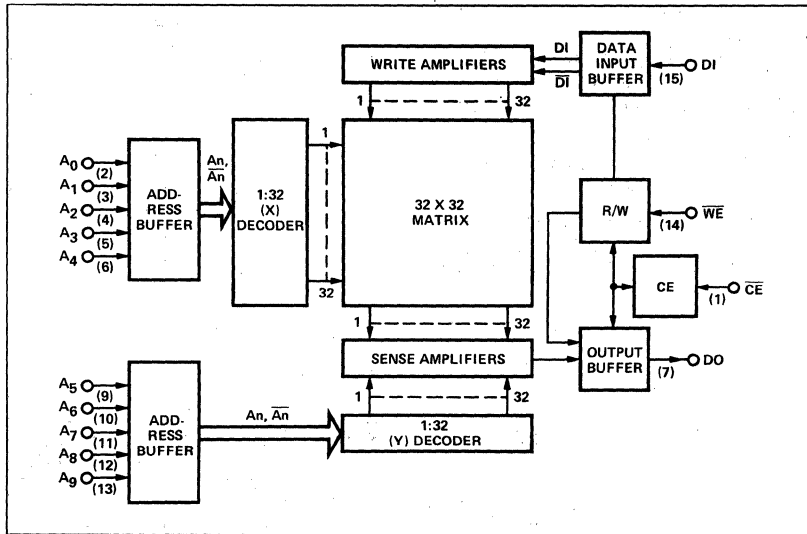 DI
DI
WRITE AMPLIFIERS
DATA
INPUT
BUFFER
DI
(15)
1
32
A0
(2)
A1
(3)
A2
(4)
A3
(5)
A4
(6)
ADD-
RESS
BUFFER
An,
An
1:32
(X)
DECODER
1
32
32 X 32
MATRIX
R/W
WE
(14)
CE
CE
(1)
1
32
SENSE AMPLIFIERS
OUTPUT
BUFFER
DO
(7)
A5
(9)
A6
(10)
A7
(11)
A8
(12)
A9
(13)
ADD-
RESS
BUFFER
An, An
1
32
1:32
(Y) DECODER